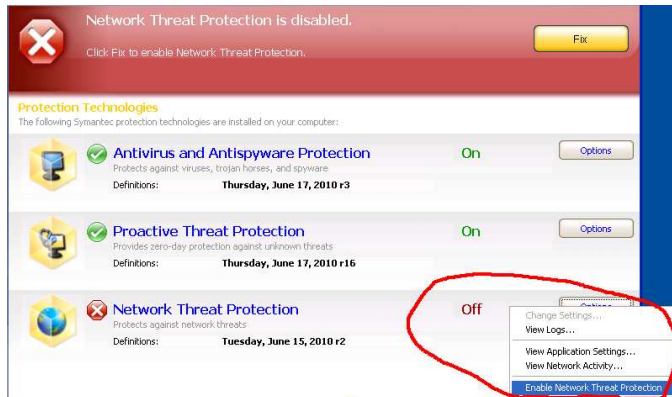 Network Threat Protection is disabled.
Click Fix to enable Network Threat Protection.
Fix
Protection Technologies
The following Symantec protection technologies are installed on your computer:
Antivirus and Antispyware Protection
On
Options
Protects against viruses, trojan horses, and spyware
Definitions: Thursday, June 17, 2010 r3
Proactive Threat Protection
On
Options
Provides zero-day protection against unknown threats
Definitions: Thursday, June 17, 2010 r16
Network Threat Protection
Off
Protects against network threats
Definitions: Tuesday, June 15, 2010 r2
Change Settings...
View Logs...
View Application Settings...
View Network Activity...
Enable Network Threat Protection